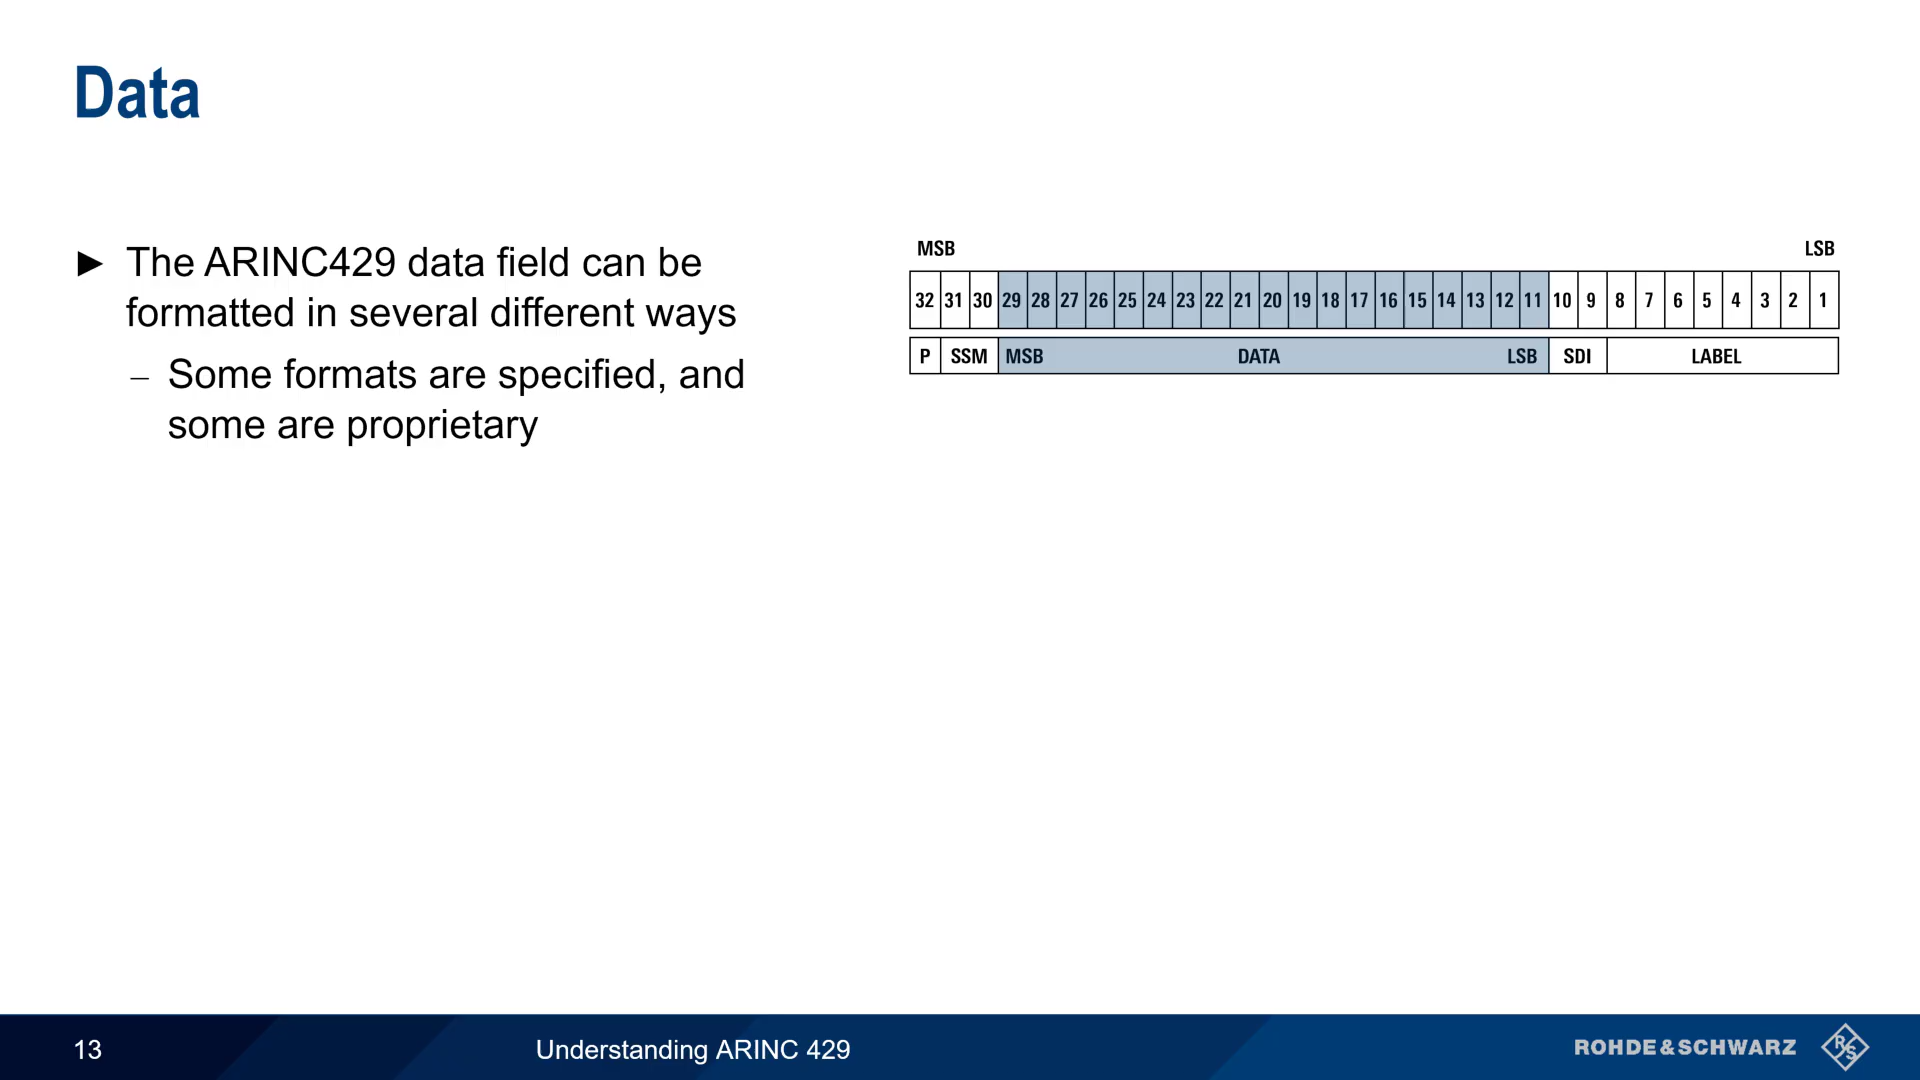 Data
► The ARINC429 data field can be
formatted in several different ways
– Some formats are specified, and
some are proprietary
MSB LSB
32 31 30 29 28 27 26 25 24 23 22 21 20 19 18 17 16 15 14 13 12 11 10 9 8 7 6 5 4 3 2 1
P SSM MSB DATA LSB SDI LABEL
13 Understanding ARINC 429 ROHDE&SCHWARZ R S